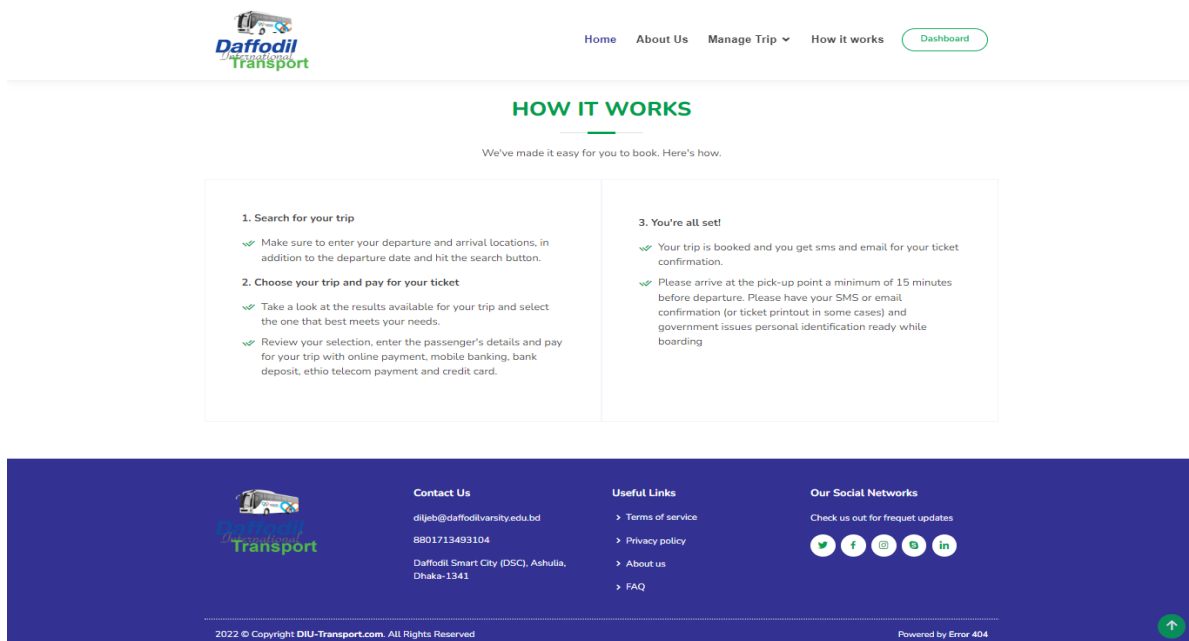 Daffodil
International
Transport
Home About Us Manage Trip How it works Dashboard
HOW IT WORKS
We've made it easy for you to book. Here's how.
1. Search for your trip
Make sure to enter your departure and arrival locations, in
addition to the departure date and hit the search button.
2. Choose your trip and pay for your ticket
Take a look at the results available for your trip and select
the one that best meets your needs.
Review your selection, enter the passenger's details and pay
for your trip with online payment, mobile banking, bank
deposit, ethio telecom payment and credit card.
3. You're all set!
Your trip is booked and you get sms and email for your ticket
confirmation.
Please arrive at the pick-up point a minimum of 15 minutes
before departure. Please have your SMS or email
confirmation (or ticket printout in some cases) and
government issues personal identification ready while
boarding
Daffodil
International
Transport
Contact Us
diljeb@daffodilvarsity.edu.bd
8801713493104
Daffodil Smart City (DSC), Ashulia,
Dhaka-1341
Useful Links
Terms of service
Privacy policy
About us
FAQ
Our Social Networks
Check us out for frequet updates
2022 © Copyright DIU-Transport.com. All Rights Reserved
Powered by Error 404